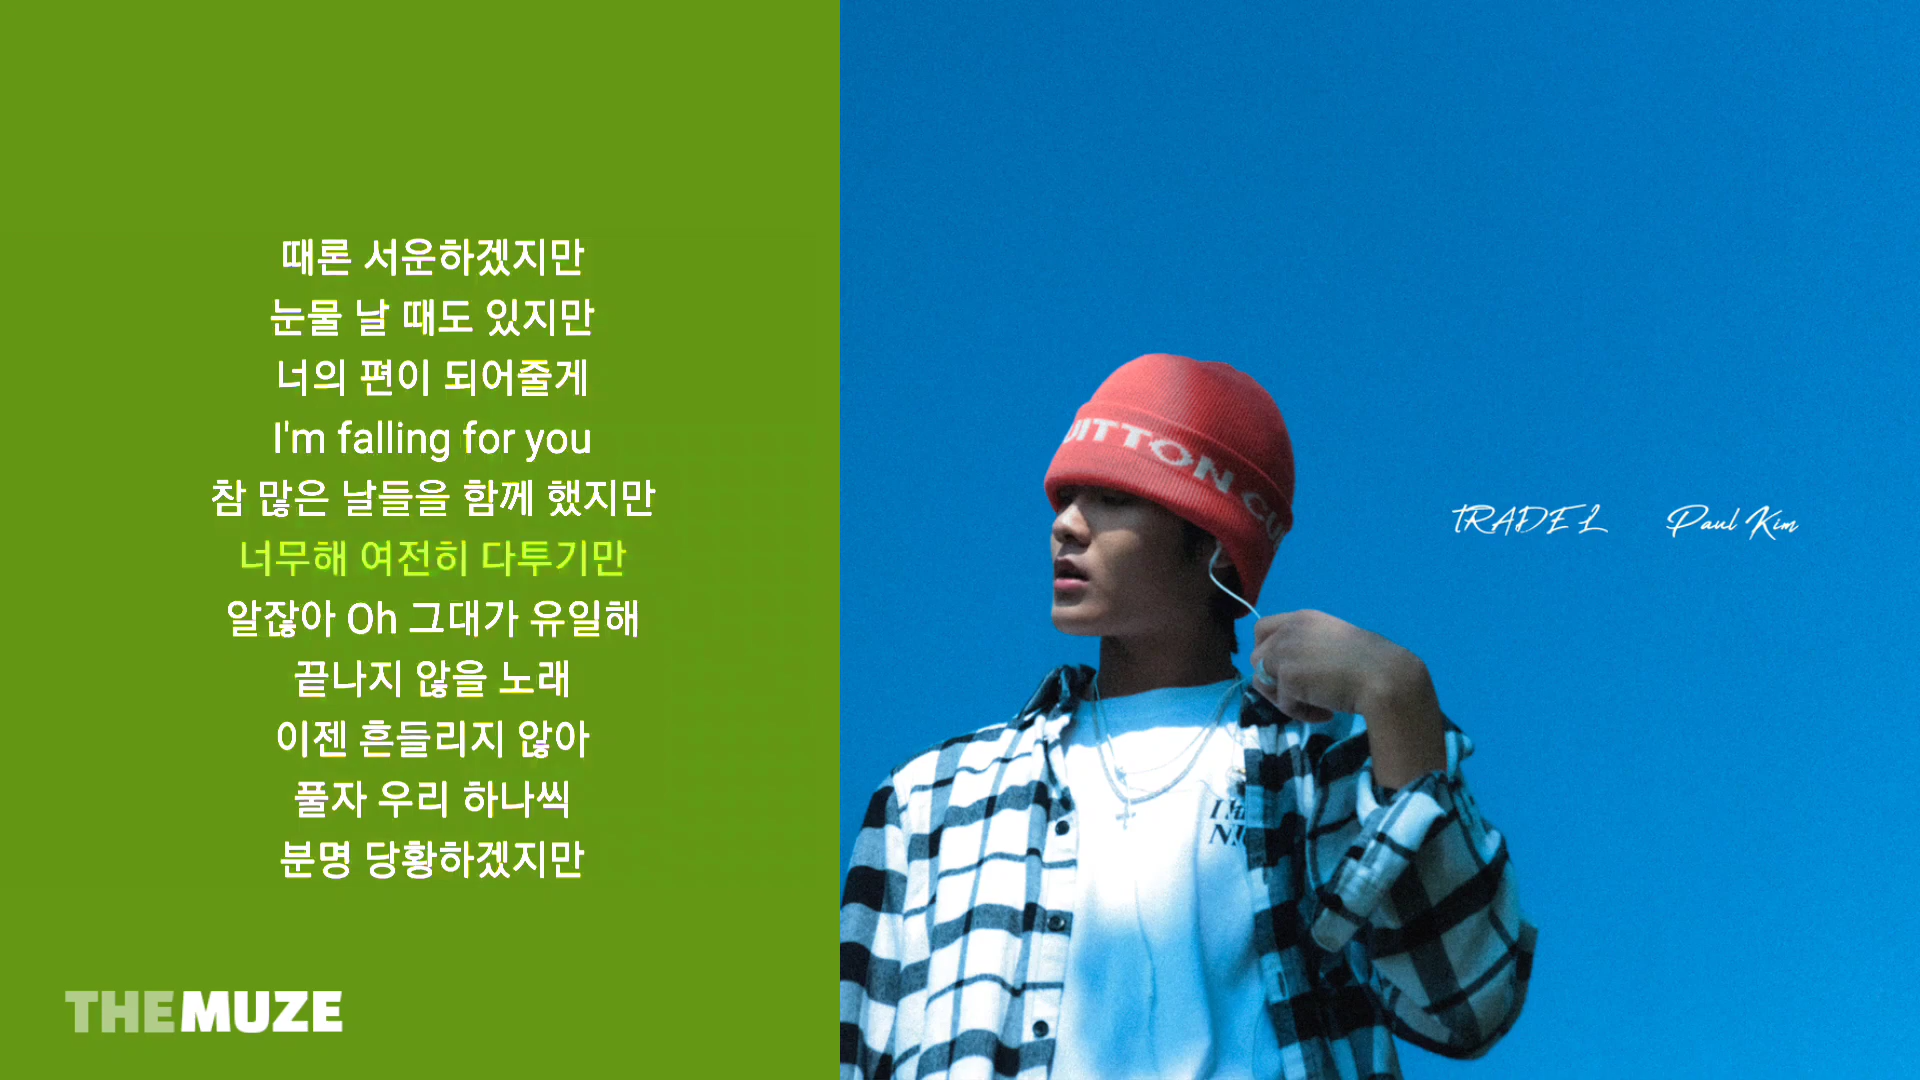 때론 서운하겠지만
눈물 날 때도 있지만
너의 편이 되어줄게
I'm falling for you
참 많은 날들을 함께 했지만
너무해 여전히 다투기만
알잖아 Oh 그대가 유일해
끝나지 않을 노래
이젠 흔들리지 않아
풀자 우리 하나씩
분명 당황하겠지만
THEMUZE
UITTON CU
TRADE L Paul Kim